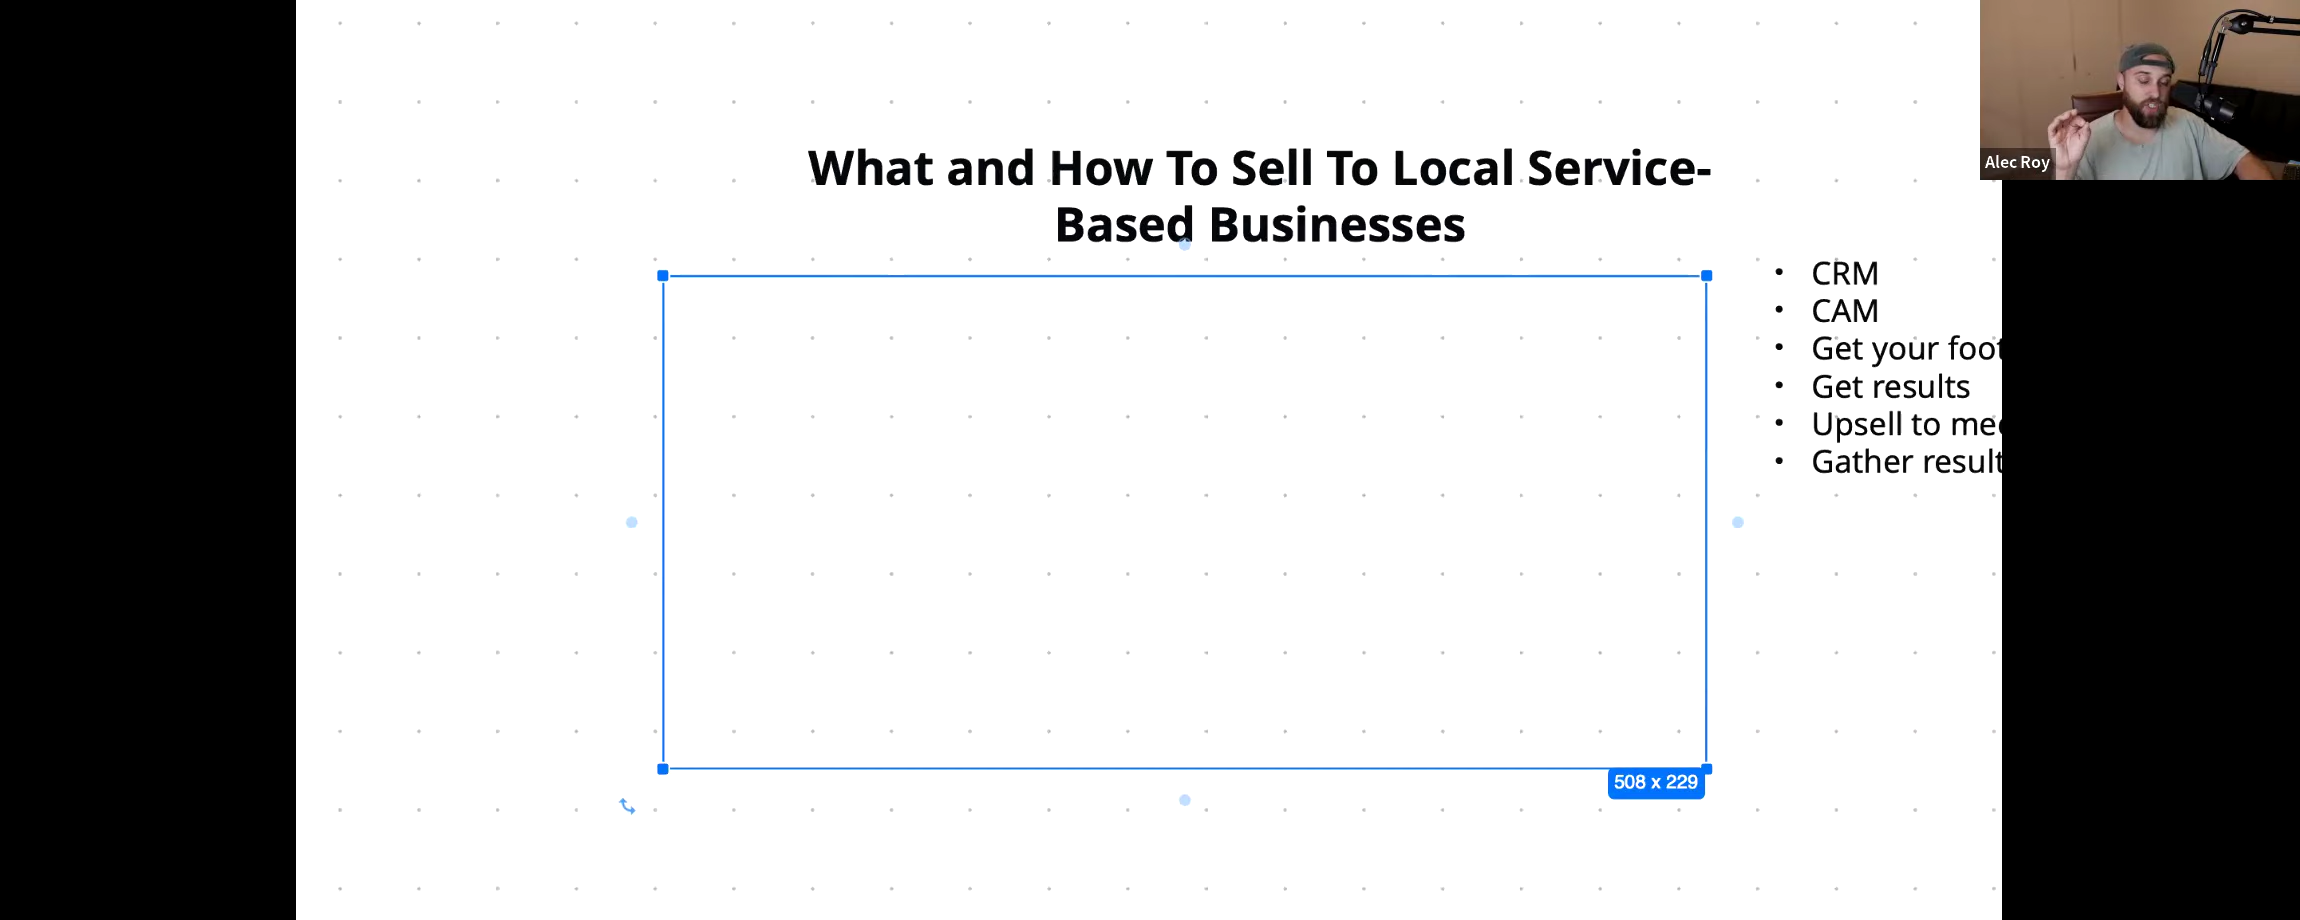 What and How To Sell To Local Service-
Based Businesses
Alec Roy
• CRM
• CAM
• Get your foot
• Get results
• Upsell to
• Gather
508 x 229